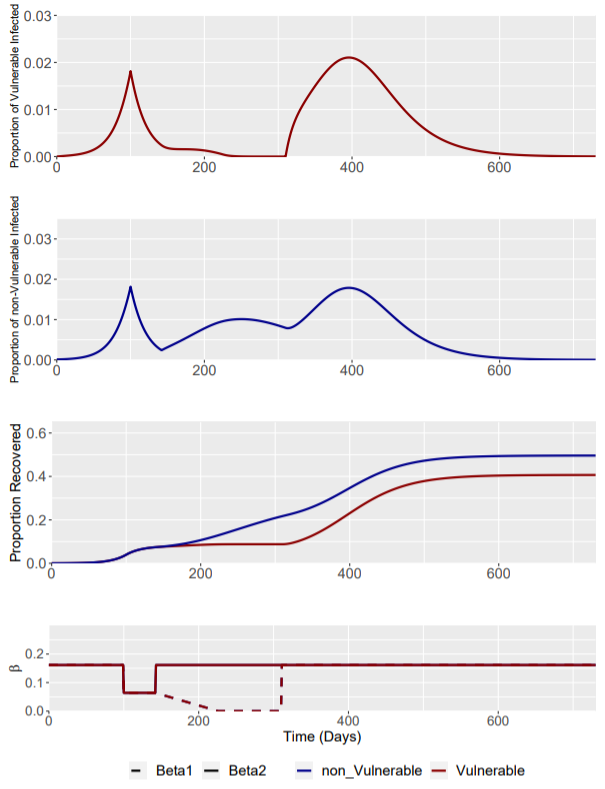 Proportion of Vulnerable Infected
0.03
0.02
0.01
0.00
0 200 400 600
Proportion of non-Vulnerable Infected
0.03
0.02
0.01
0.00
0 200 400 600
Proportion Recovered
0.6
0.4
0.2
0.0
0 200 400 600
β
0.2
0.1
0.0
0 200 400 600
Time (Days)
Beta1 Beta2 non_Vulnerable Vulnerable